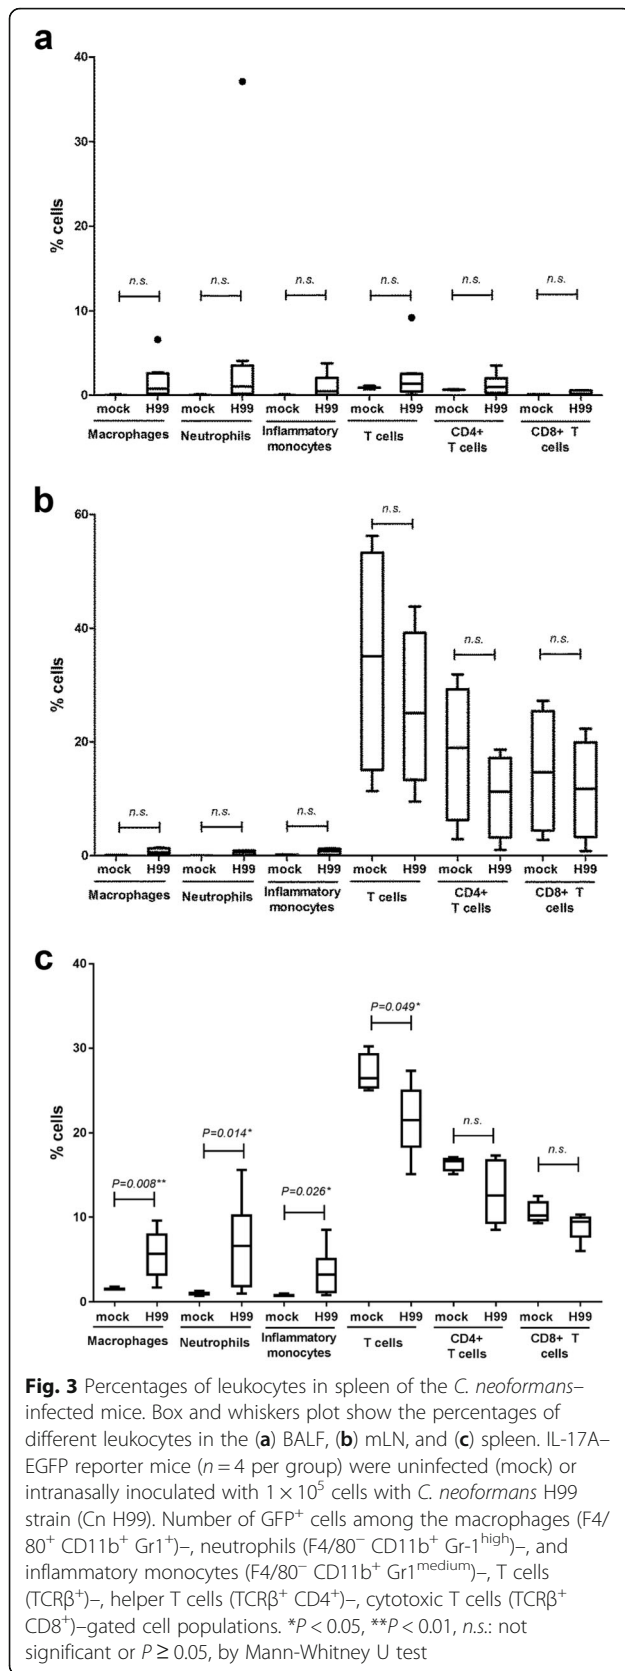 a
40
30
20
10
0
% cells
n.s. n.s. n.s. n.s. n.s. n.s.
mock H99 mock H99 mock H99 mock H99 mock H99 mock H99
Macrophages Neutrophils Inflammatory monocytes T cells CD4+ T cells CD8+ T cells
b
60
40
20
0
% cells
n.s. n.s. n.s. n.s. n.s. n.s.
mock H99 mock H99 mock H99 mock H99 mock H99 mock H99
Macrophages Neutrophils Inflammatory monocytes T cells CD4+ T cells CD8+ T cells
c
40
30
20
10
0
% cells
P=0.008** P=0.014* P=0.026* P=0.049* n.s. n.s.
mock H99 mock H99 mock H99 mock H99 mock H99 mock H99
Macrophages Neutrophils Inflammatory monocytes T cells CD4+ T cells CD8+ T cells
Fig. 3 Percentages of leukocytes in spleen of the C. neoformans–
infected mice. Box and whiskers plot show the percentages of
different leukocytes in the (a) BALF, (b) mLN, and (c) spleen. IL-17A–
EGFP reporter mice (n = 4 per group) were uninfected (mock) or
intranasally inoculated with 1 × 10⁵ cells with C. neoformans H99
strain (Cn H99). Number of GFP⁺ cells among the macrophages (F4/
80⁺ CD11b⁺ Gr1⁺)–, neutrophils (F4/80⁻ CD11b⁺ Gr-1ʰⁱᵍʰ)–, and
inflammatory monocytes (F4/80⁻ CD11b⁺ Gr1ᵐᵉᵈⁱᵘᵐ)–, T cells
(TCRβ⁺)–, helper T cells (TCRβ⁺ CD4⁺)–, cytotoxic T cells (TCRβ⁺
CD8⁺)–gated cell populations. *P < 0.05, **P < 0.01, n.s.: not
significant or P ≥ 0.05, by Mann-Whitney U test